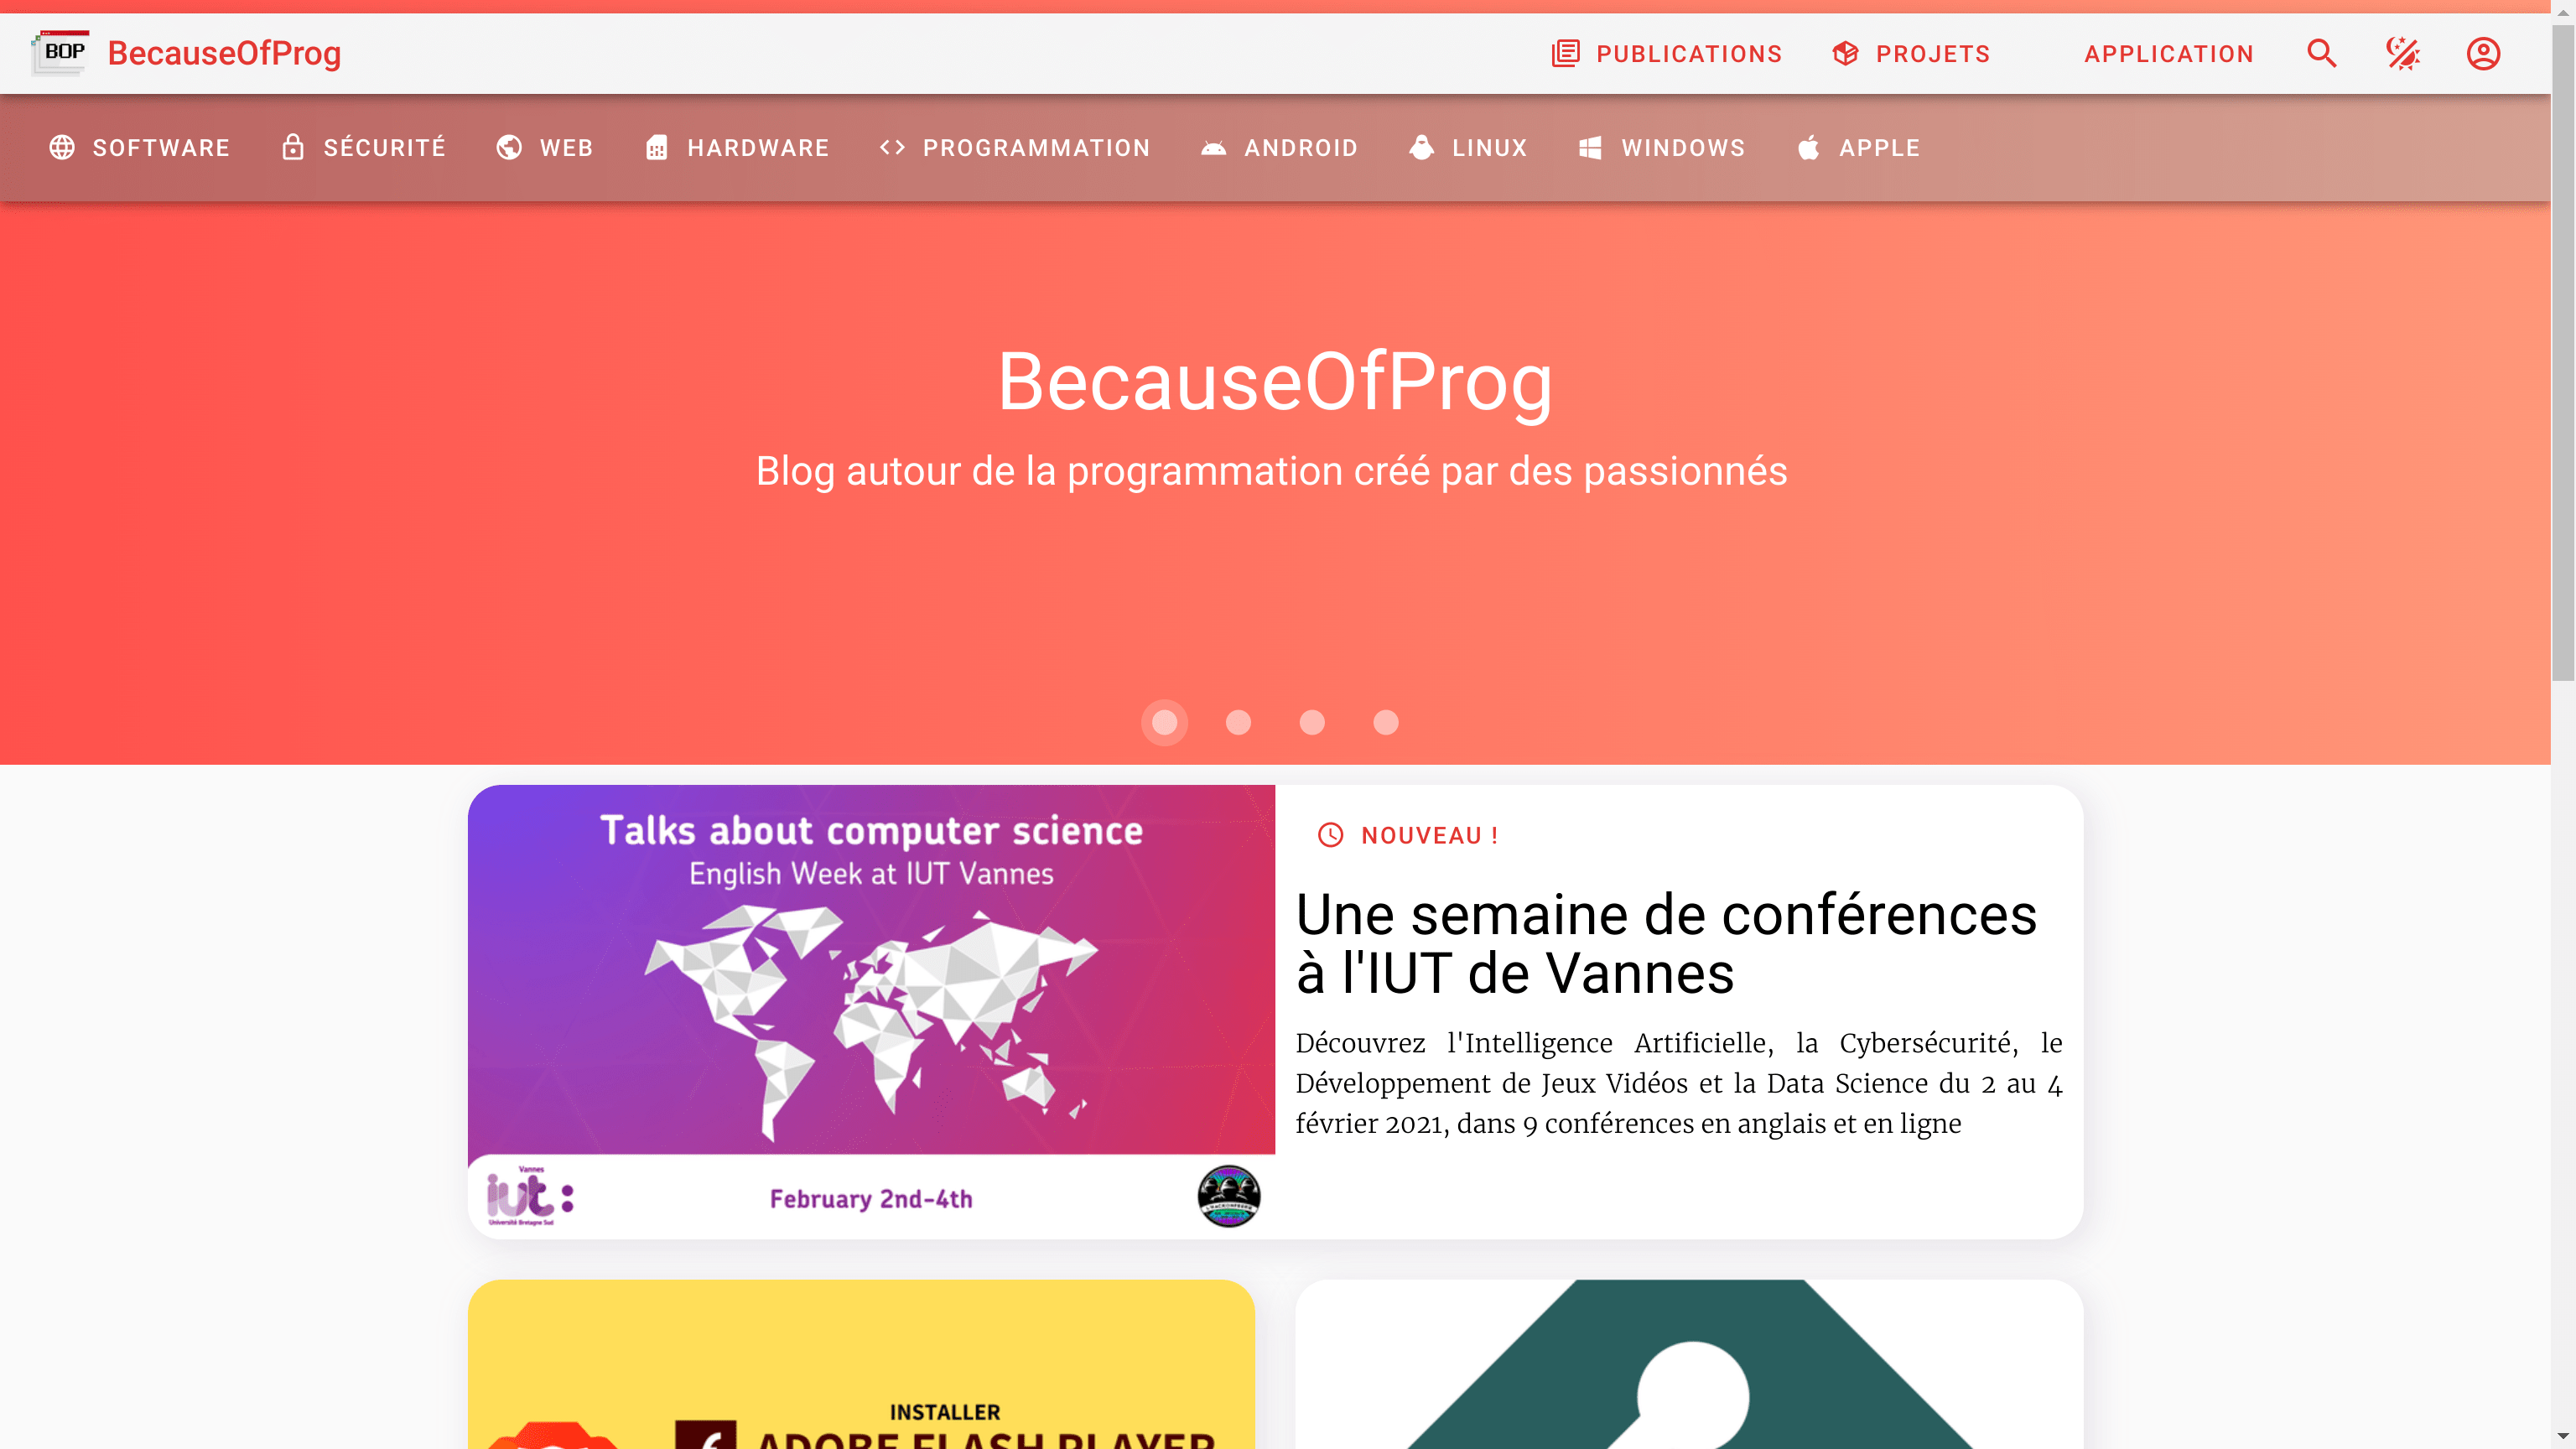 BOP BecauseOfProg PUBLICATIONS PROJETS APPLICATION
SOFTWARE SÉCURITÉ WEB HARDWARE PROGRAMMATION ANDROID LINUX WINDOWS APPLE
BecauseOfProg
Blog autour de la programmation créé par des passionnés
Talks about computer science
English Week at IUT Vannes
Vannes
iut:
Université Bretagne Sud
February 2nd-4th
NOUVEAU !
Une semaine de conférences
à l'IUT de Vannes
Découvrez l'Intelligence Artificielle, la Cybersécurité, le
Développement de Jeux Vidéos et la Data Science du 2 au 4
février 2021, dans 9 conférences en anglais et en ligne
INSTALLER
ADOBE FLASH PLAYER